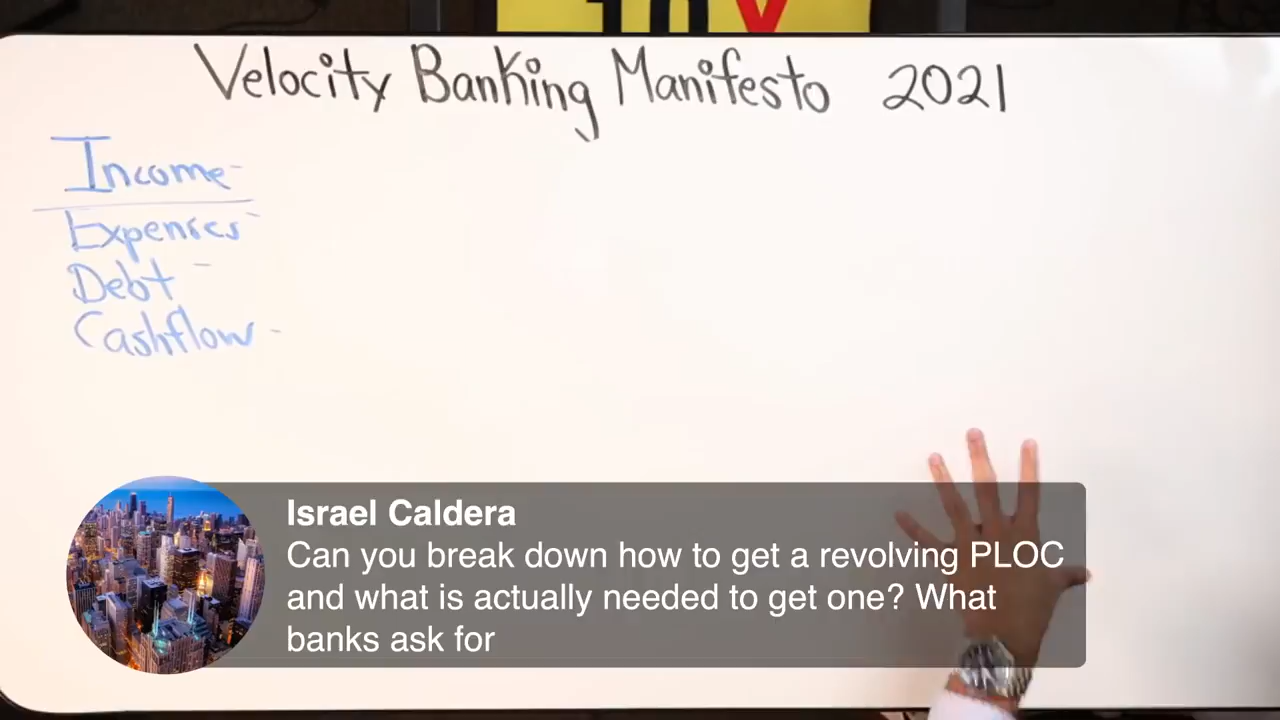 10X
Velocity Banking Manifesto 2021
Income -
Expenses -
Debt -
Cashflow -
Israel Caldera
Can you break down how to get a revolving PLOC
and what is actually needed to get one? What
banks ask for